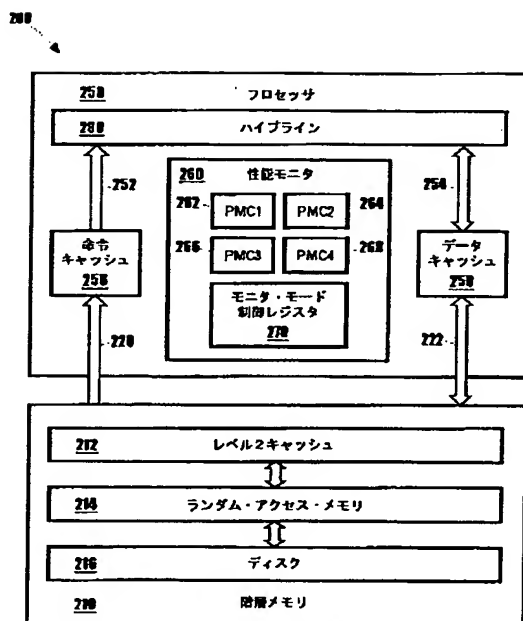 200
250 プロセッサ
280 パイプライン
252
260 性能モニタ
254
262 PMC1 PMC2 264
266 PMC3 PMC4 268
命令
キャッシュ
256
データ
キャッシュ
258
モニタ・モード
制御レジスタ
270
220
222
212 レベル2キャッシュ
214 ランダム・アクセス・メモリ
216 ディスク
210 階層メモリ